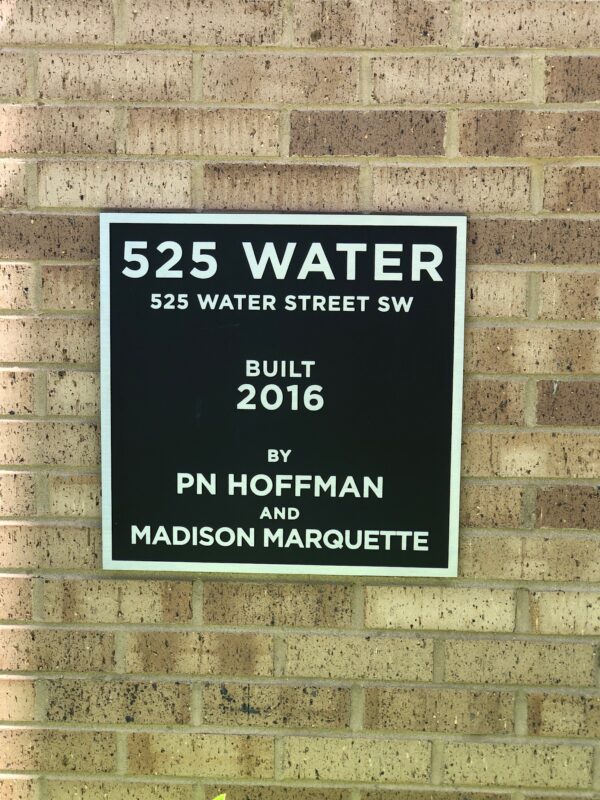 525 WATER
525 WATER STREET SW
BUILT
2016
BY
PN HOFFMAN
AND
MADISON MARQUETTE